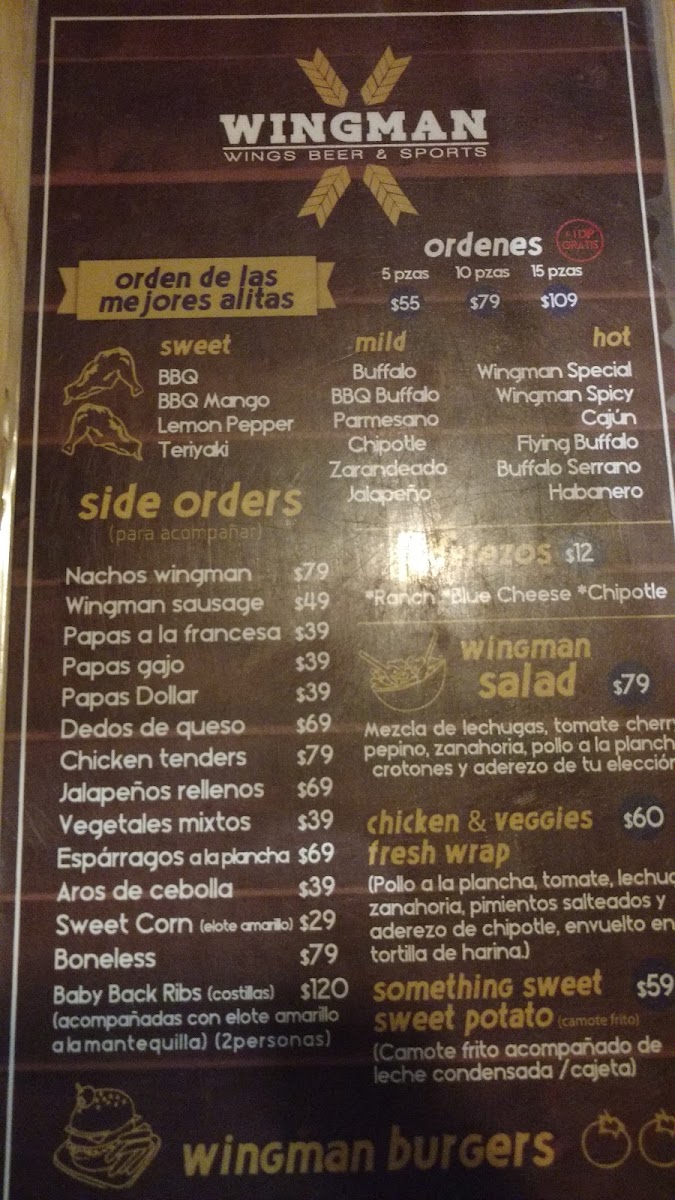 WINGMAN
WINGS BEER & SPORTS
orden de las
mejores alitas
ordenes
GRATIS
5 pzas 10 pzas 15 pzas
$55 $79 $109
sweet
BBQ
BBQ Mango
Lemon Pepper
Teriyaki
mild
Buffalo
BBQ Buffalo
Parmesano
Chipotle
Zarandeado
Jalapeño
hot
Wingman Special
Wingman Spicy
Cajún
Flying Buffalo
Buffalo Serrano
Habanero
side orders
(para acompañar)
Nachos wingman $79
Wingman sausage $49
Papas a la francesa $39
Papas gajo $39
Papas Dollar $39
Dedos de queso $69
Chicken tenders $79
Jalapeños rellenos $69
Vegetales mixtos $39
Espárragos a la plancha $69
Aros de cebolla $39
Sweet Corn (elote amarillo) $29
Boneless $79
Baby Back Ribs (costillas) $120
(acompañadas con elote amarillo
a la mantequilla) (2personas)
$12
*Ranch *Blue Cheese *Chipotle
wingman
salad $79
Mezcla de lechugas, tomate cherry
pepino, zanahoria, pollo a la planch
crotones y aderezo de tu elección
chicken & veggies $60
fresh wrap
(Pollo a la plancha, tomate, lechug
zanahoria, pimientos salteados y
aderezo de chipotle, envuelto en
tortilla de harina.)
something sweet $59
sweet potato (camote frito)
(Camote frito acompañado de
leche condensada /cajeta)
wingman burgers